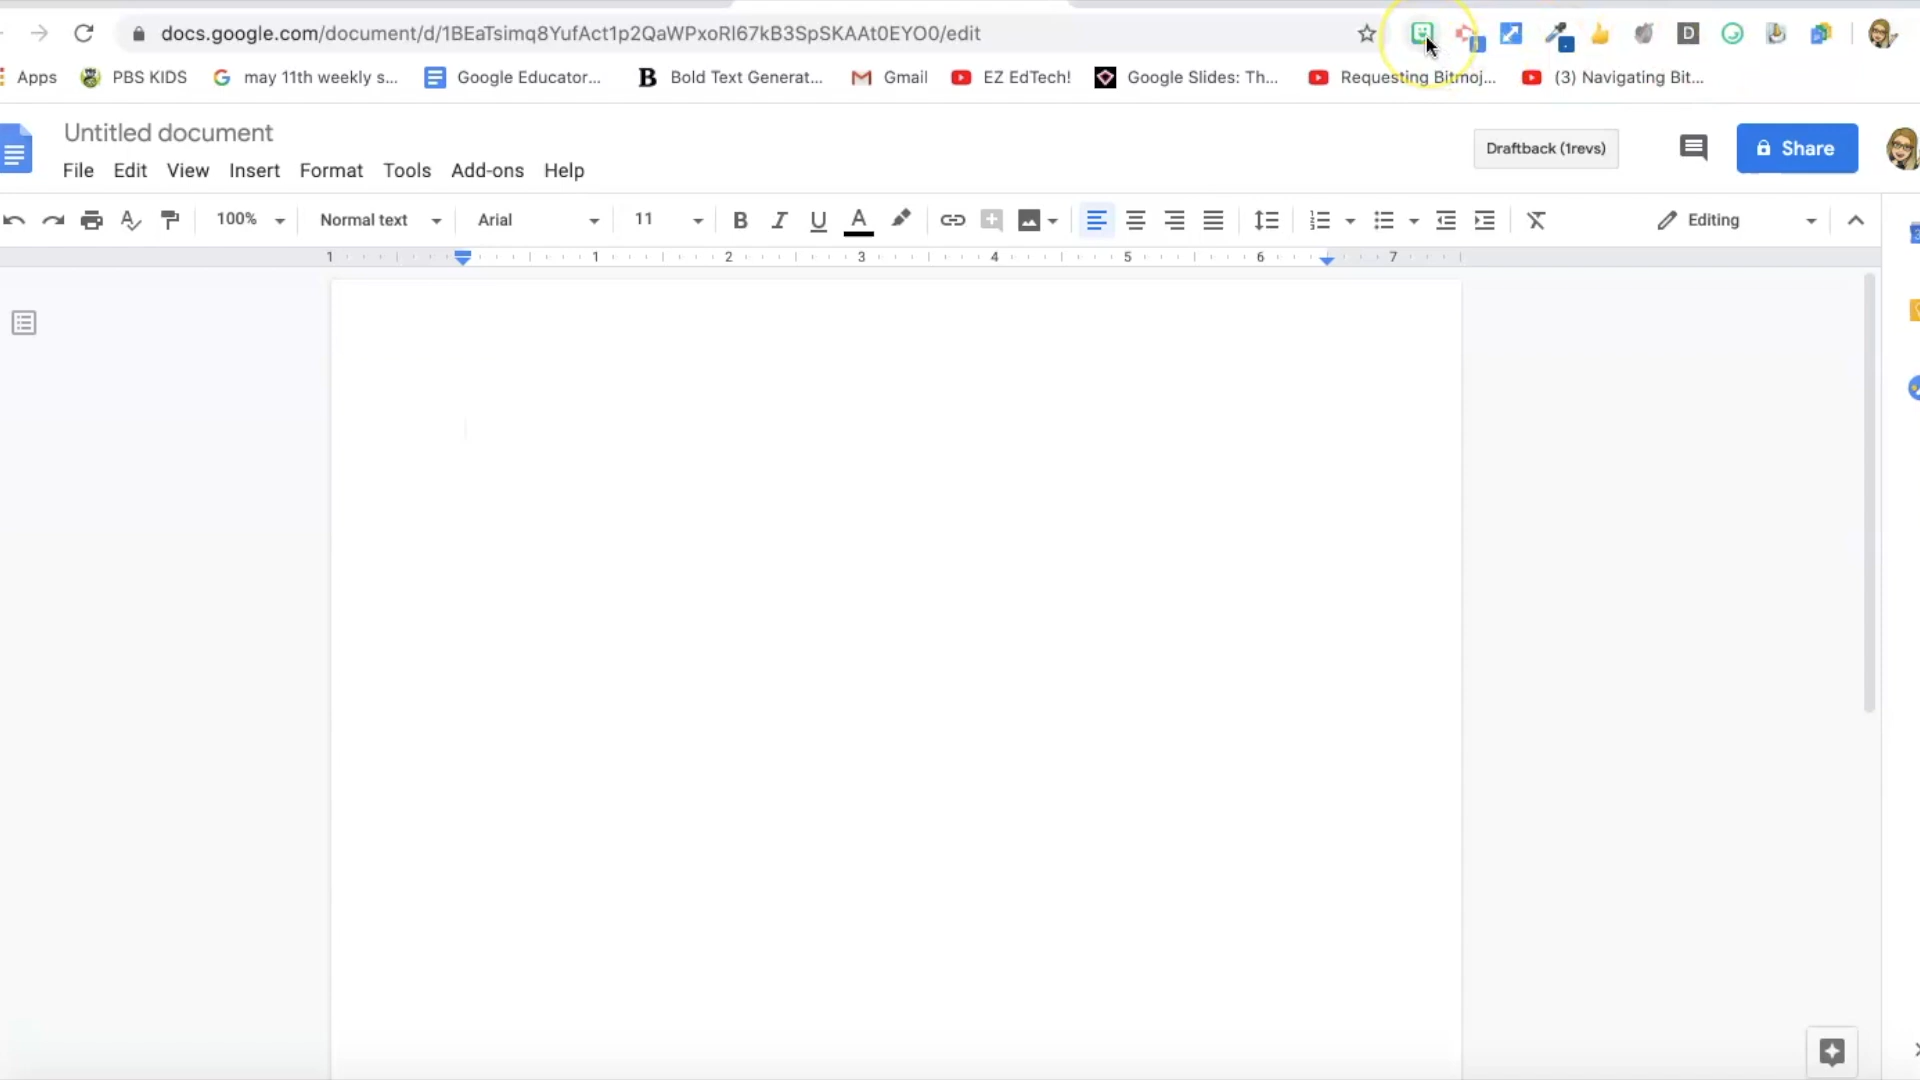 docs.google.com/document/d/1BEaTsimq8YufAct1p2QaWPxoRl67kB3SpSKAAt0EYO0/edit
Apps PBS KIDS may 11th weekly s... Google Educator... Bold Text Generat... Gmail EZ EdTech! Google Slides: Th... Requesting Bitmoj... (3) Navigating Bit...
Untitled document
Draftback (1revs) Share
File Edit View Insert Format Tools Add-ons Help
100% Normal text Arial 11 B I U A Editing
1 1 2 3 4 5 6 7